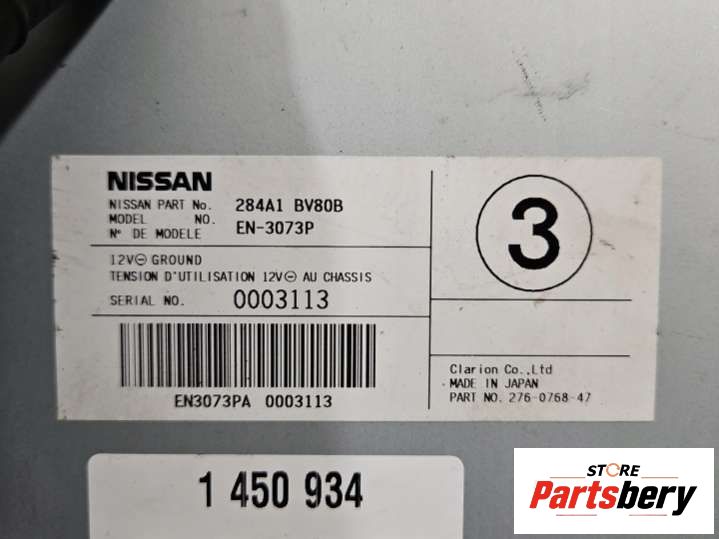 NISSAN
NISSAN PART No. 284A1 BV80B
MODEL NO.
Nº DE MODELE EN-3073P
12V⊖ GROUND
TENSION D'UTILISATION 12V⊖ AU CHASSIS
SERIAL NO. 0003113
EN3073PA 0003113
3
Clarion Co.,Ltd
MADE IN JAPAN
PART NO. 276-0768-47
1 450 934
STORE
Partsbery